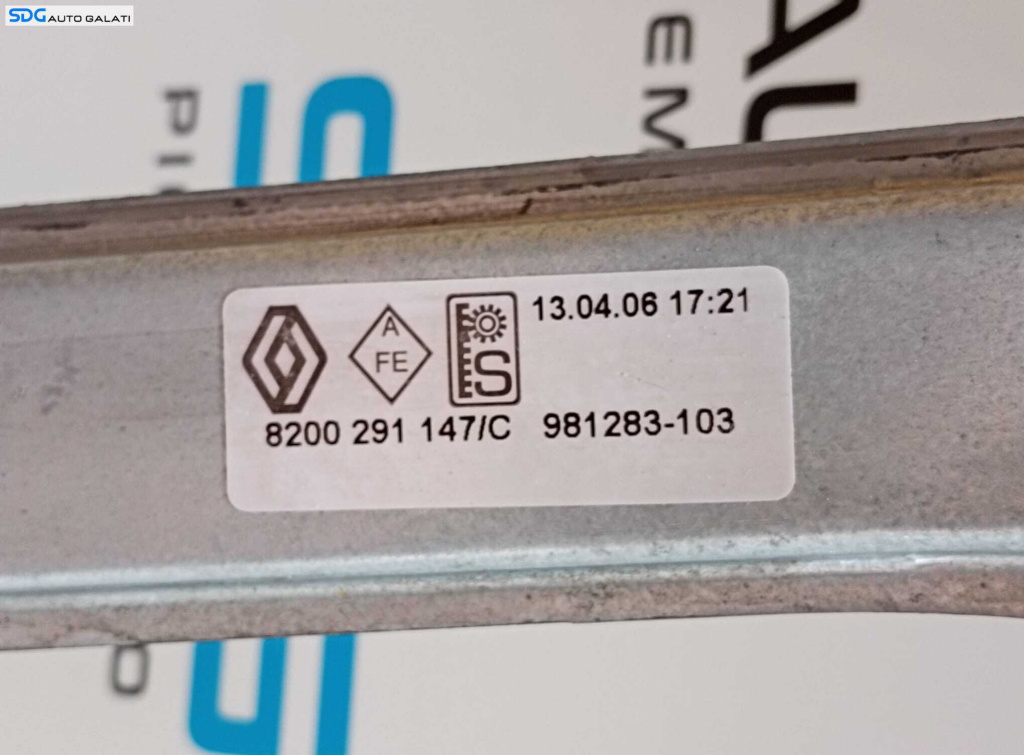 SDG AUTO GALATI
13.04.06 17:21
A
FE
S
8200 291 147/C 981283-103